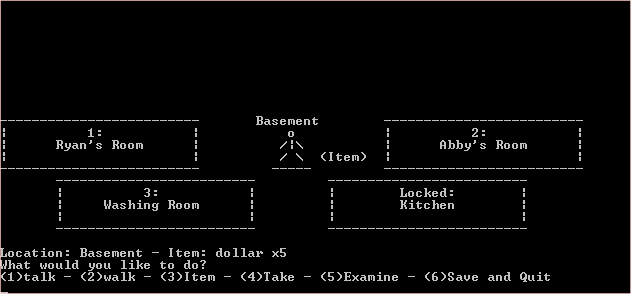 Basement
1:
Ryan's Room
2:
Abby's Room
(Item)
3:
Washing Room
Locked:
Kitchen
Location: Basement - Item: dollar x5
What would you like to do?
(1)talk - (2)walk - (3)Item - (4)Take - (5)Examine - (6)Save and Quit